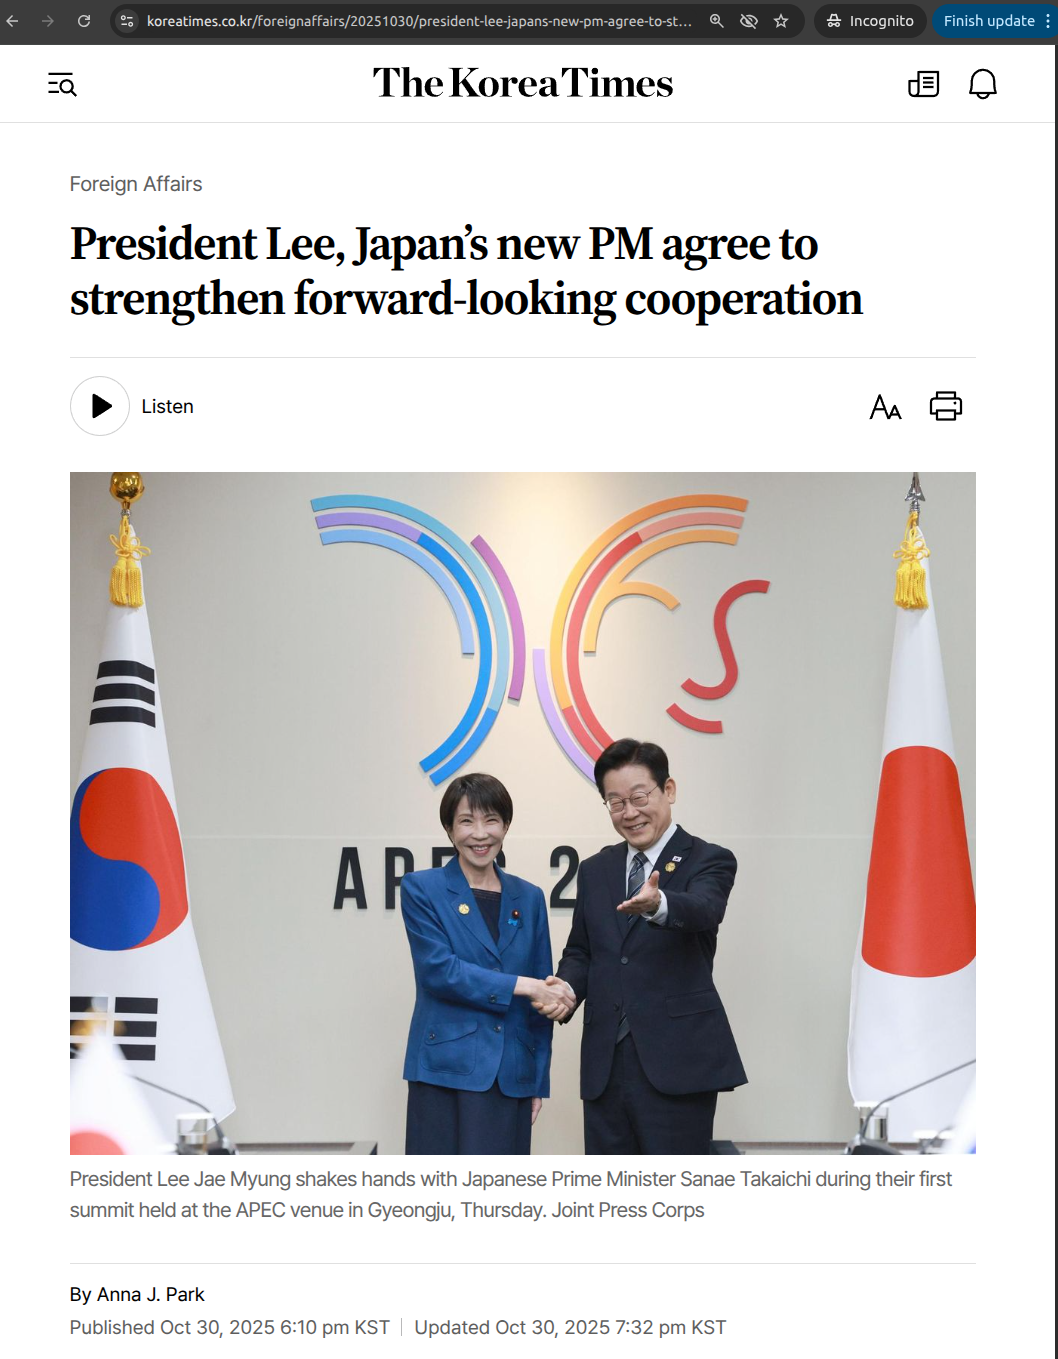 koreatimes.co.kr/foreignaffairs/20251030/president-lee-japans-new-pm-agree-to-st...
Incognito
Finish update
The Korea Times
Foreign Affairs
President Lee, Japan's new PM agree to
strengthen forward-looking cooperation
Listen
AA
APEC 2
President Lee Jae Myung shakes hands with Japanese Prime Minister Sanae Takaichi during their first
summit held at the APEC venue in Gyeongju, Thursday. Joint Press Corps
By Anna J. Park
Published Oct 30, 2025 6:10 pm KST
Updated Oct 30, 2025 7:32 pm KST